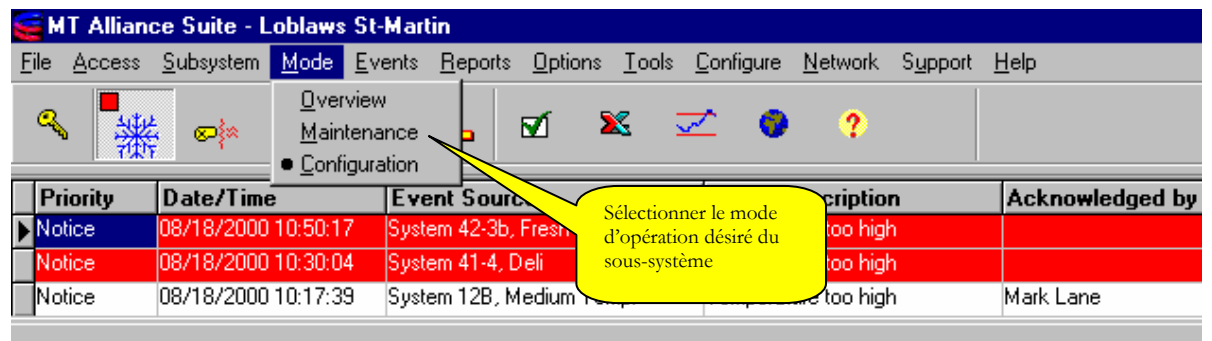 MT Alliance Suite - Loblaws St-Martin
File Access Subsystem Mode Events Reports Options Tools Configure Network Support Help
Overview
Maintenance
Configuration
Priority Date/Time Event Source cription Acknowledged by
Notice 08/18/2000 10:50:17 System 42-3b, Fresh too high
Notice 08/18/2000 10:30:04 System 41-4, Deli too high
Notice 08/18/2000 10:17:39 System 12B, Medium Temperature too high Mark Lane
Sélectionner le mode
d'opération désiré du
sous-système